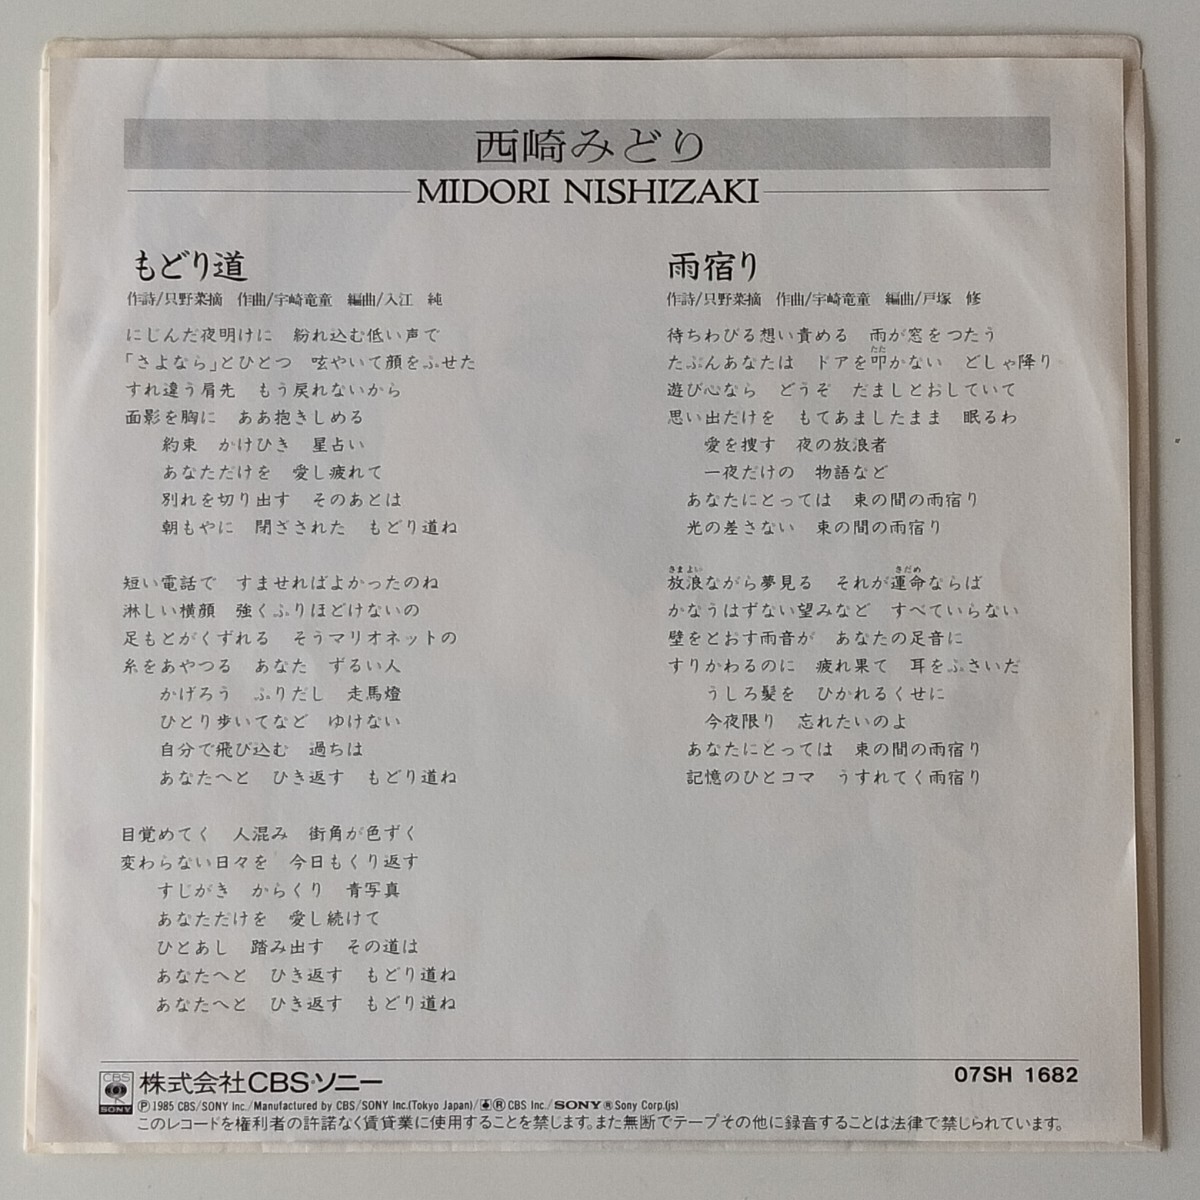 西崎みどり
MIDORI NISHIZAKI
もどり道
作詩/只野菜摘　作曲/宇崎竜童　編曲/入江　純
にじんだ夜明けに　紛れ込む低い声で
「さよなら」とひとつ　呟やいて顔をふせた
すれ違う肩先　もう戻れないから
面影を胸に　ああ抱きしめる
約束　かけひき　星占い
あなただけを　愛し疲れて
別れを切り出す　そのあとは
朝もやに　閉ざされた　もどり道ね
短い電話で　すませればよかったのね
淋しい横顔　強くふりほどけないの
足もとがくずれる　そうマリオネットの
糸をあやつる　あなた　ずるい人
かげろう　ふりだし　走馬燈
ひとり歩いてなど　ゆけない
自分で飛び込む　過ちは
あなたへと　ひき返す　もどり道ね
目覚めてく　人混み　街角が色ずく
変わらない日々を　今日もくり返す
すじがき　からくり　青写真
あなただけを　愛し続けて
ひとあし　踏み出す　その道は
あなたへと　ひき返す　もどり道ね
あなたへと　ひき返す　もどり道ね
雨宿り
作詩/只野菜摘　作曲/宇崎竜童　編曲/戸塚　修
待ちわびる想い責める　雨が窓をつたう
たた
たぶんあなたは　ドアを叩かない　どしゃ降り
遊び心なら　どうぞ　だましとおしていて
思い出だけを　もてあましたまま　眠るわ
愛を捜す　夜の放浪者
一夜だけの　物語など
あなたにとっては　束の間の雨宿り
光の差さない　束の間の雨宿り
さまよい　さだめ
放浪ながら夢見る　それが運命ならば
かなうはずない望みなど　すべていらない
壁をとおす雨音が　あなたの足音に
すりかわるのに　疲れ果て　耳をふさいだ
うしろ髪を　ひかれるくせに
今夜限り　忘れたいのよ
あなたにとっては　束の間の雨宿り
記憶のひとコマ　うすれてく雨宿り
CBS SONY 株式会社CBS・ソニー
07SH 1682
Ⓟ1985 CBS/SONY Inc./Manufactured by CBS/SONY Inc.(Tokyo Japan)/ ® CBS Inc./SONY ® Sony Corp.(js)
このレコードを権利者の許諾なく賃貸業に使用することを禁じます。また無断でテープその他に録音することは法律で禁じられています。